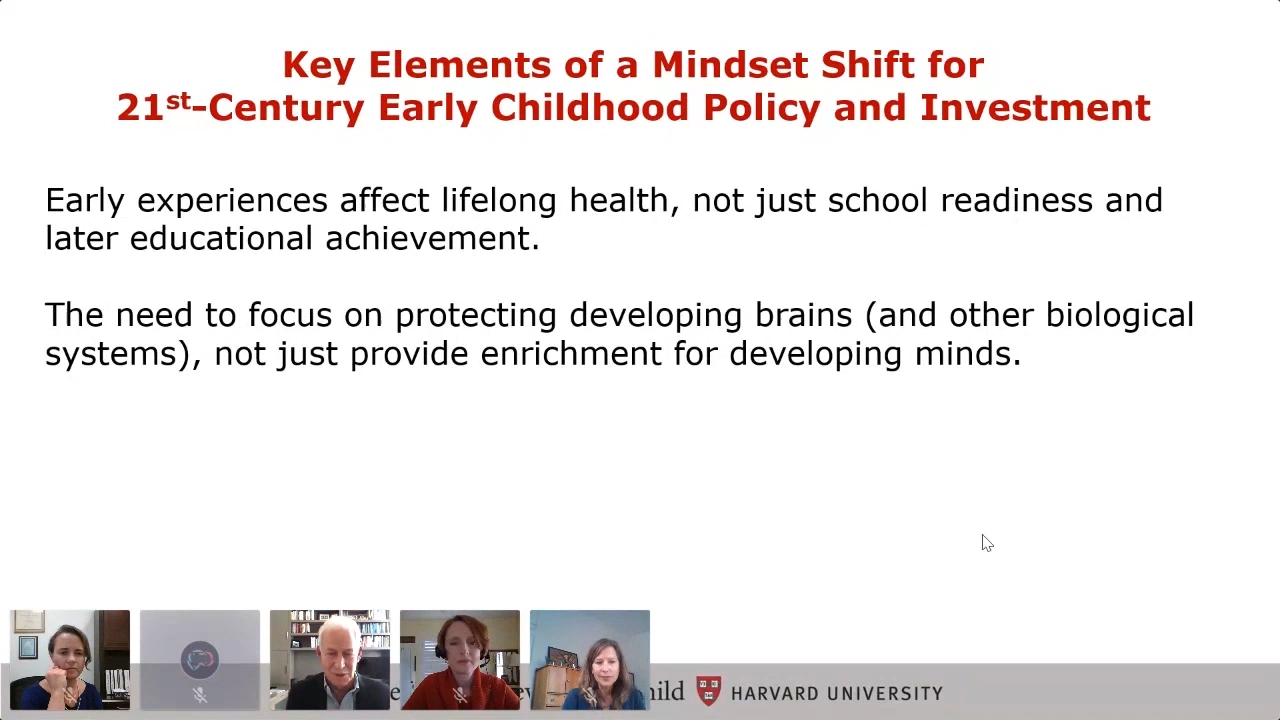 Key Elements of a Mindset Shift for
21st-Century Early Childhood Policy and Investment
Early experiences affect lifelong health, not just school readiness and
later educational achievement.
The need to focus on protecting developing brains (and other biological
systems), not just provide enrichment for developing minds.
HARVARD UNIVERSITY